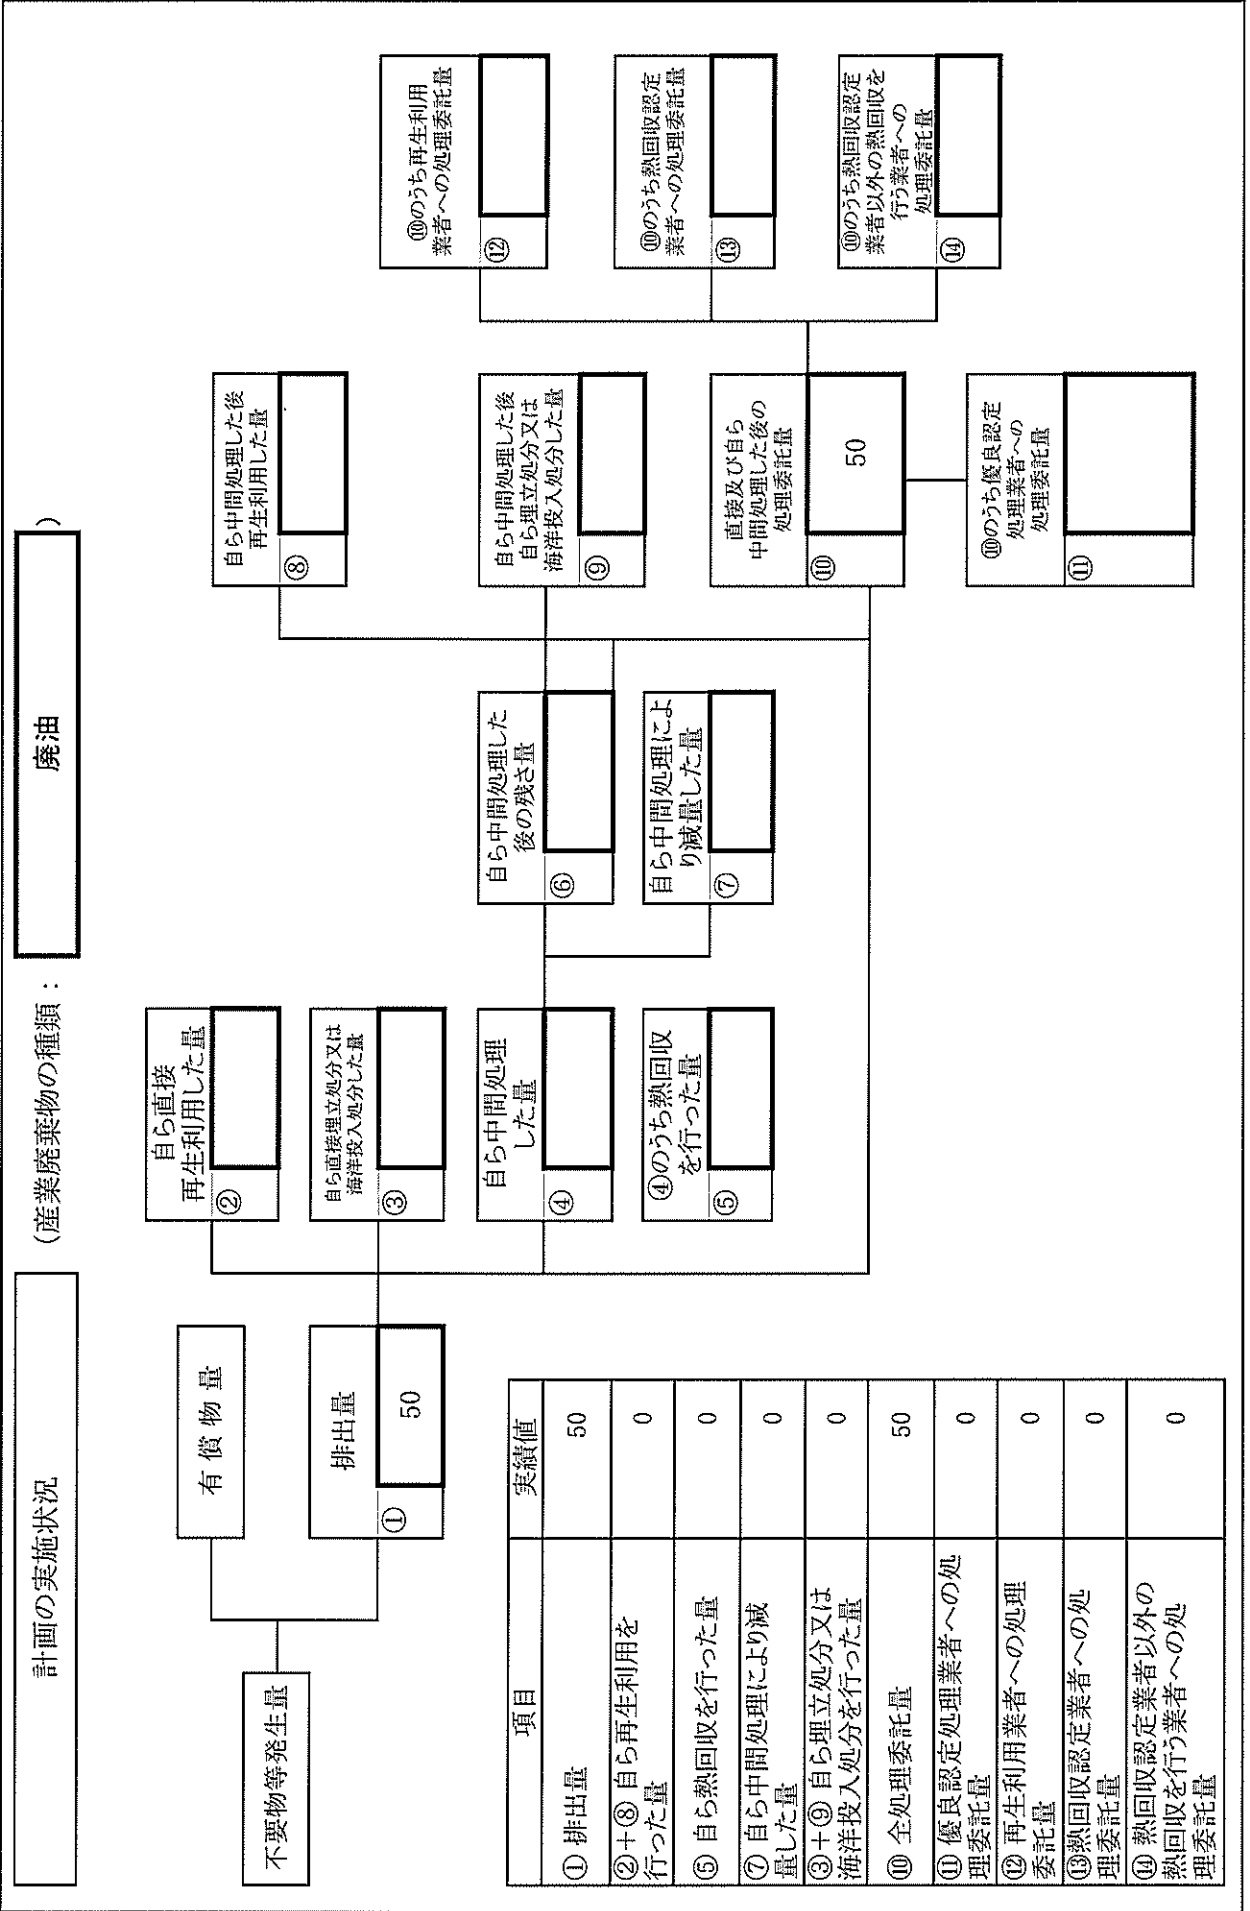 計画の実施状況
(産業廃棄物の種類：
廃油
)
不要物等発生量
有 償 物 量
排出量
①
50
自ら直接
再生利用した量
②
自ら直接埋立処分又は
海洋投入処分した量
③
自ら中間処理
した量
④
④のうち熱回収
を行った量
⑤
自ら中間処理した
後の残さ量
⑥
自ら中間処理によ
り減量した量
⑦
自ら中間処理した後
再生利用した量
⑧
自ら中間処理した後
自ら埋立処分又は
海洋投入処分した量
⑨
直接及び自ら
中間処理した後の
処理委託量
⑩
50
⑩のうち優良認定
処理業者への
処理委託量
⑪
⑩のうち再生利用
業者への処理委託量
⑫
⑩のうち熱回収認定
業者への処理委託量
⑬
⑩のうち熱回収認定
業者以外の熱回収を
行う業者への
処理委託量
⑭
項目
実績値
① 排出量
50
②＋⑧ 自ら再生利用を
行った量
0
⑤ 自ら熱回収を行った量
0
⑦ 自ら中間処理により減
量した量
0
③＋⑨ 自ら埋立処分又は
海洋投入処分を行った量
0
⑩ 全処理委託量
50
⑪ 優良認定処理業者への処
理委託量
0
⑫ 再生利用業者への処理
委託量
0
⑬熱回収認定業者への処
理委託量
0
⑭ 熱回収認定業者以外の
熱回収を行う業者への処
理委託量
0